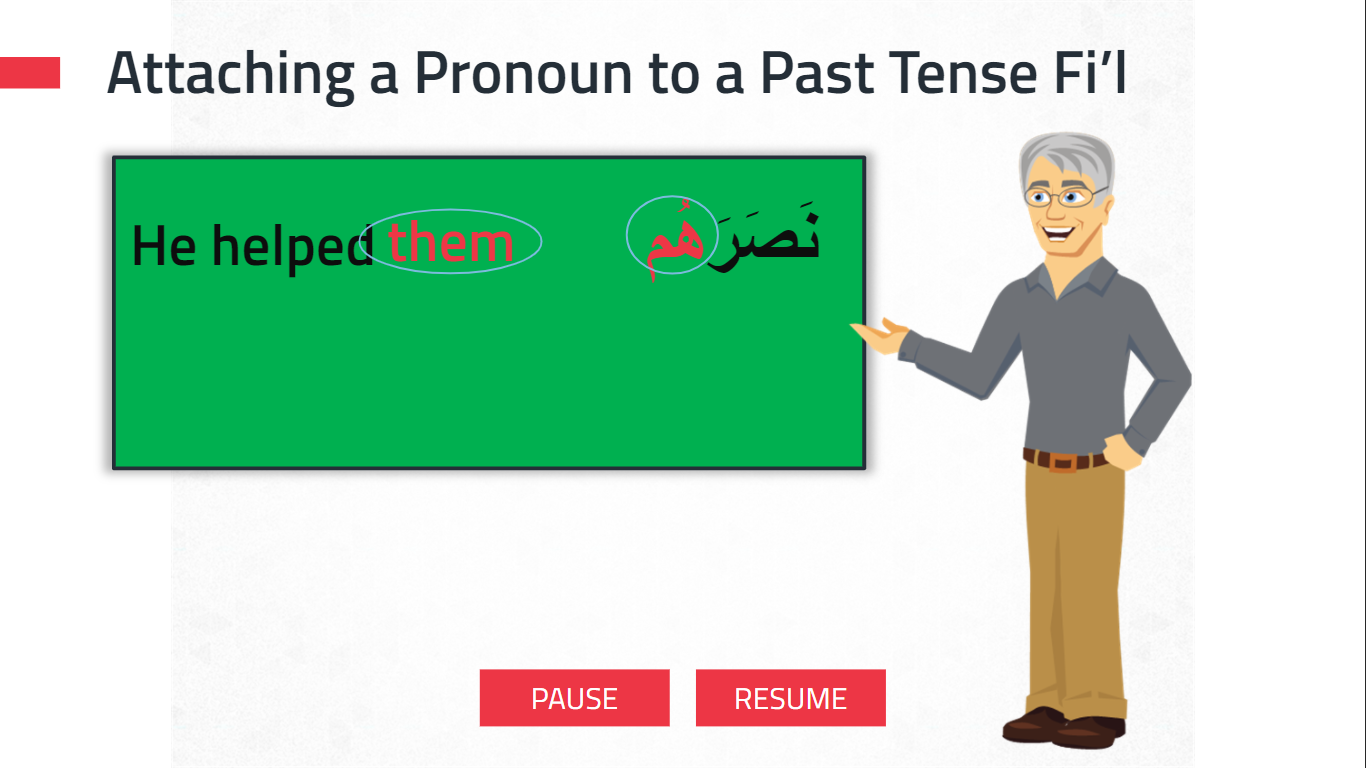 Attaching a Pronoun to a Past Tense Fi’l
He helped them نَصَرَهُم
PAUSE RESUME